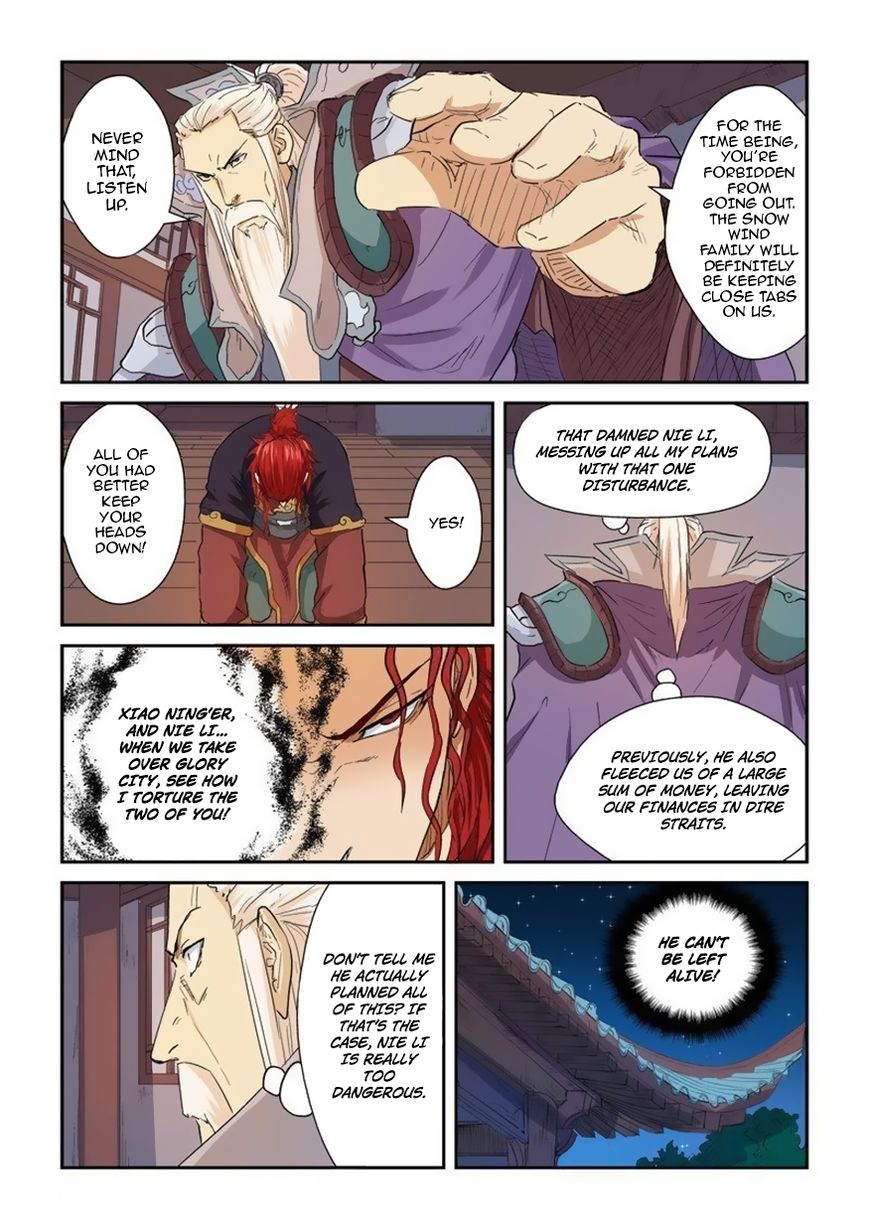 NEVER
MIND
THAT,
LISTEN
UP.
FOR THE
TIME BEING,
YOU'RE
FORBIDDEN
FROM
GOING OUT.
THE SNOW
WIND
FAMILY WILL
DEFINITELY
BE KEEPING
CLOSE TABS
ON US.
ALL OF
YOU HAD
BETTER
KEEP
YOUR
HEADS
DOWN!
YES!
THAT DAMNED NIE LI,
MESSING UP ALL MY PLANS
WITH THAT ONE
DISTURBANCE.
PREVIOUSLY, HE ALSO
FLEECED US OF A LARGE
SUM OF MONEY, LEAVING
OUR FINANCES IN DIRE
STRAITS.
XIAO NING'ER,
AND NIE LI...
WHEN WE TAKE
OVER GLORY
CITY, SEE HOW
I TORTURE THE
TWO OF YOU!
DON'T TELL ME
HE ACTUALLY
PLANNED ALL
OF THIS? IF
THAT'S THE
CASE, NIE LI
IS REALLY
TOO
DANGEROUS.
HE CAN'T
BE LEFT
ALIVE!